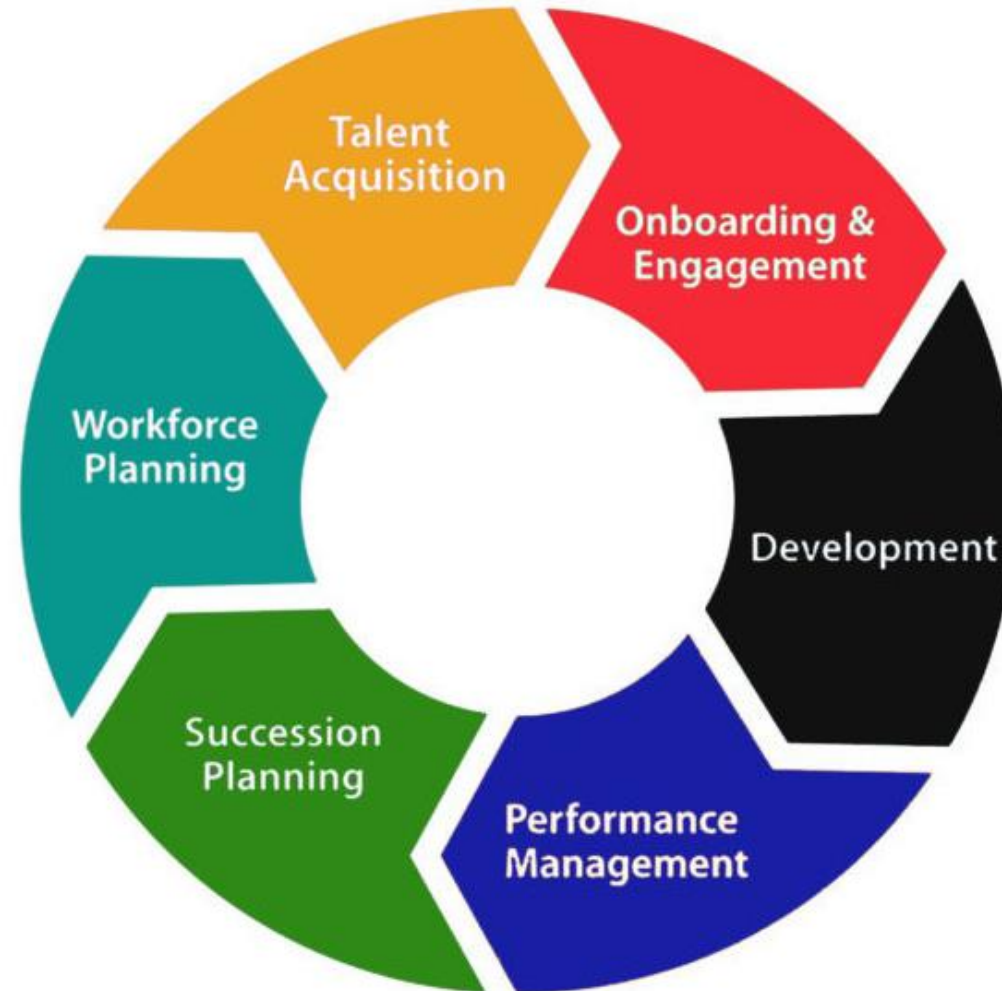 Talent
Acquisition
Onboarding &
Engagement
Development
Performance
Management
Succession
Planning
Workforce
Planning